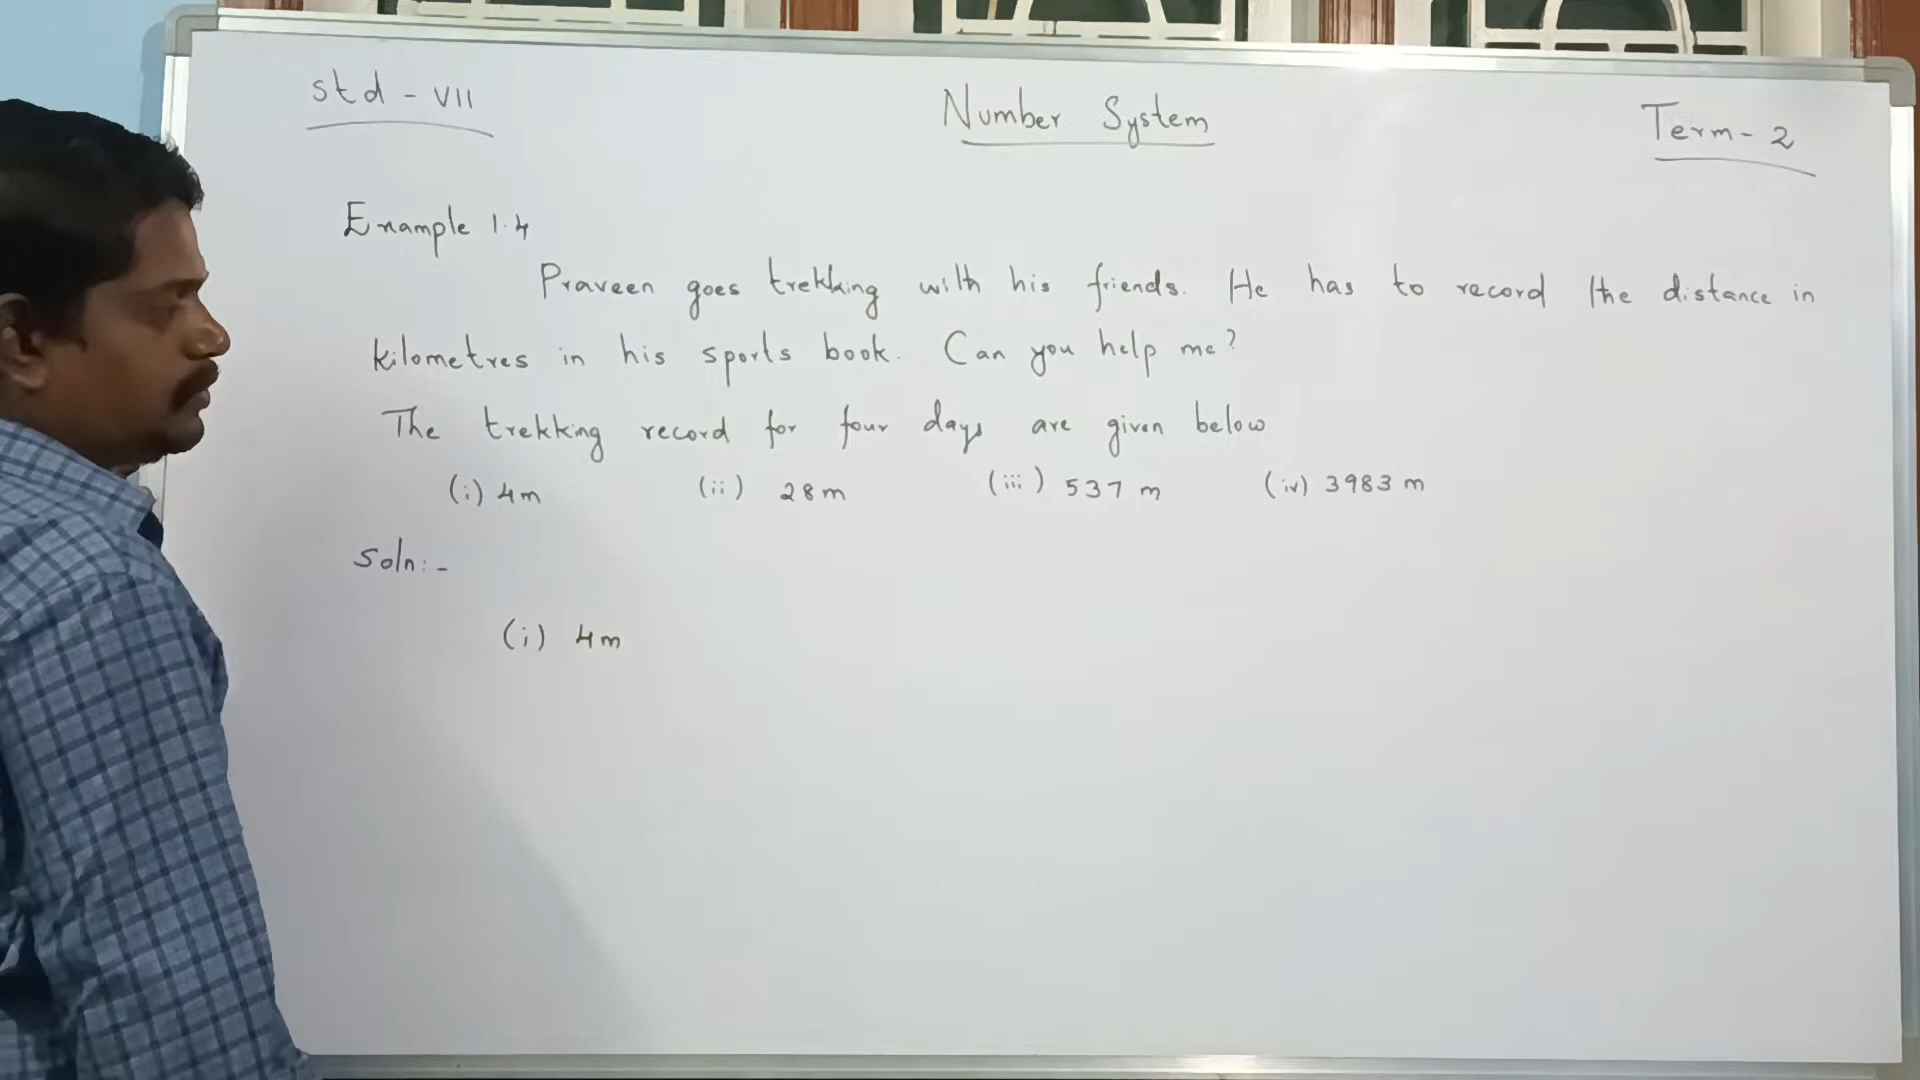 std - VII
Number System
Term - 2
Example 1.4
Praveen goes trekking with his friends. He has to record the distance in
kilometres in his sports book. Can you help me?
The trekking record for four days are given below
(i) 4m (ii) 28m (iii) 537 m (iv) 3983 m
Soln:-
(i) 4m